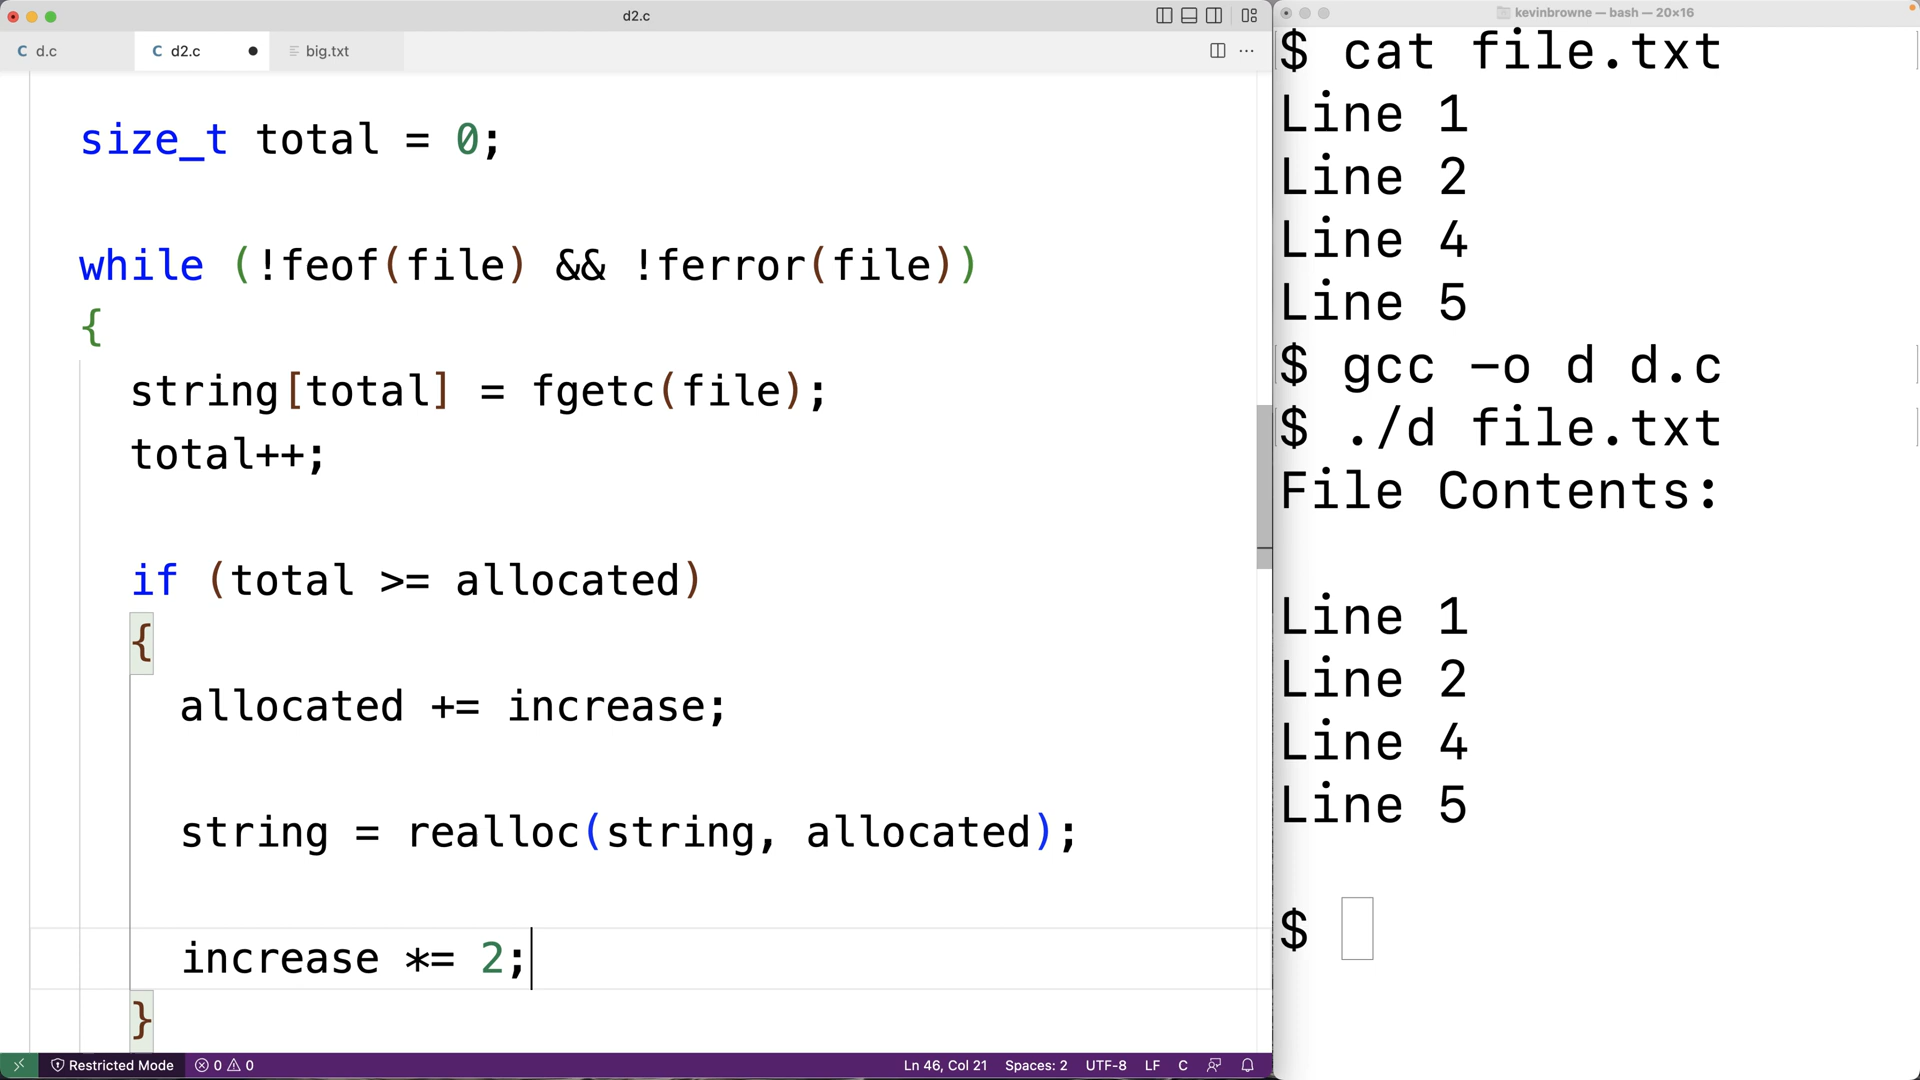 d2.c
C d.c
C d2.c
big.txt
size_t total = 0;
while (!feof(file) && !ferror(file))
{
string[total] = fgetc(file);
total++;
if (total >= allocated)
{
allocated += increase;
string = realloc(string, allocated);
increase *= 2;
}
Restricted Mode
0 0
Ln 46, Col 21
Spaces: 2
UTF-8
LF
C
kevinbrowne — bash — 20×16
$ cat file.txt
Line 1
Line 2
Line 4
Line 5
$ gcc -o d d.c
$ ./d file.txt
File Contents:
Line 1
Line 2
Line 4
Line 5
$